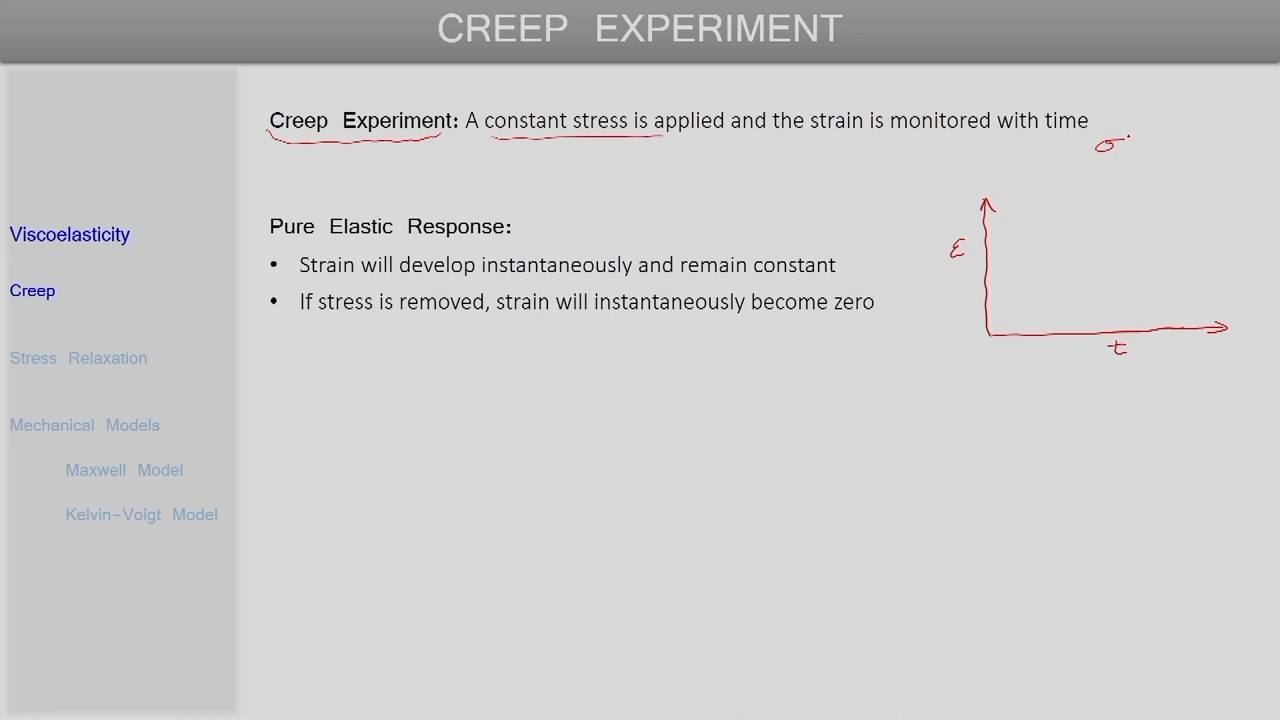 CREEP EXPERIMENT
Creep Experiment: A constant stress is applied and the strain is monitored with time
σ
Viscoelasticity
Creep
Stress Relaxation
Mechanical Models
Maxwell Model
Kelvin-Voigt Model
Pure Elastic Response:
• Strain will develop instantaneously and remain constant
• If stress is removed, strain will instantaneously become zero
ε
t